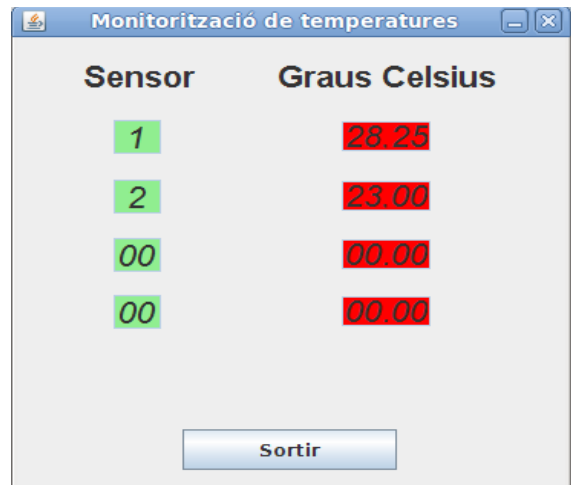 Monitorització de temperatures
Sensor Graus Celsius
1 28.25
2 23.00
00 00.00
00 00.00
Sortir